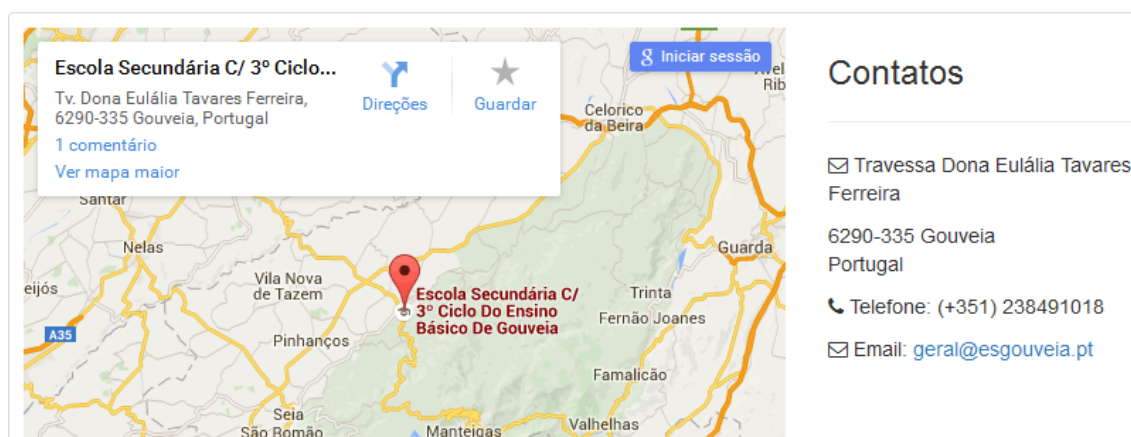 Escola Secundária C/ 3º Ciclo...
Tv. Dona Eulália Tavares Ferreira,
6290-335 Gouveia, Portugal
1 comentário
Ver mapa maior
Direções
Guardar
8 Iniciar sessão
Celorico
da Beira
Santar
Nelas
Guarda
Vila Nova
de Tazem
Escola Secundária C/
3º Ciclo Do Ensino
Básico De Gouveia
Trinta
Fernão Joanes
A35
Pinhanços
Famalicão
Seia
São Romão
Manteigas
Valhelhas
Contatos
Travessa Dona Eulália Tavares
Ferreira
6290-335 Gouveia
Portugal
Telefone: (+351) 238491018
Email: geral@esgouveia.pt